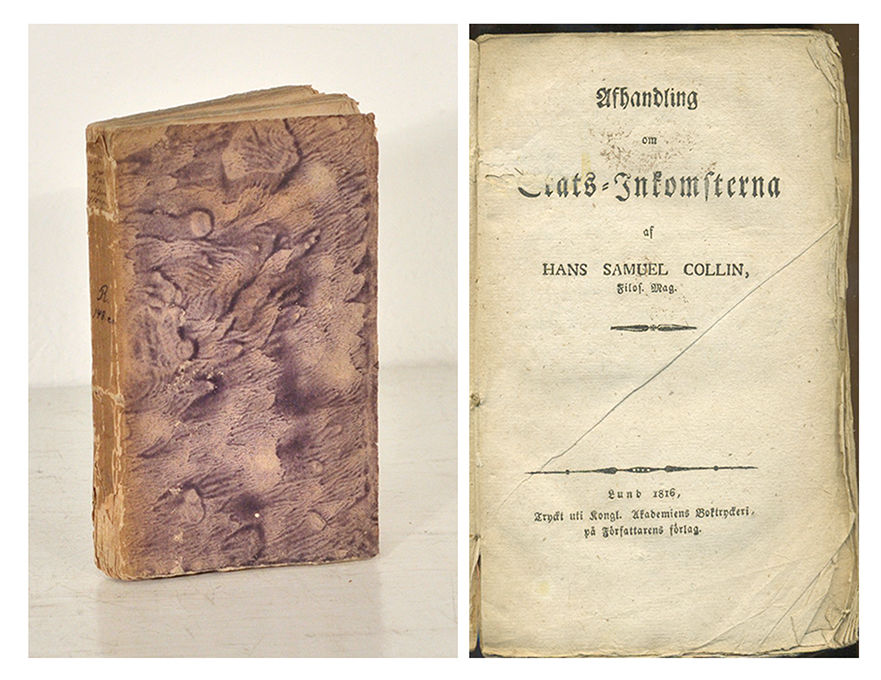 R.
Afhandling
om
Stats-Inkomsterna
af
HANS SAMUEL COLLIN,
Filos. Mag.
Lund 1816,
Tryckt uti Kongl. Akademiens Boktryckeri,
på Författarens förlag.